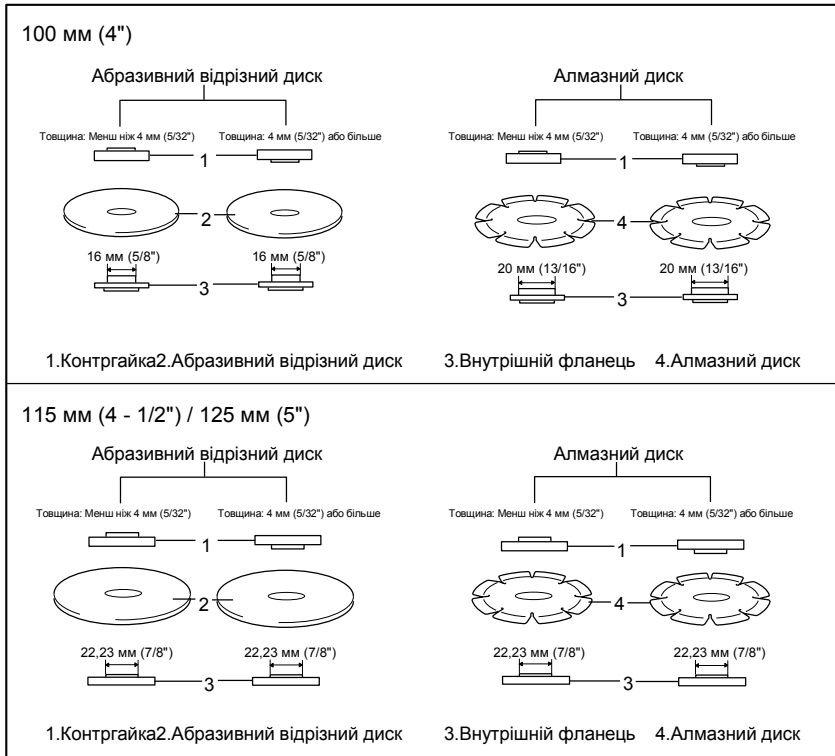 100 мм (4")
Абразивний відрізний диск
Алмазний диск
Товщина: Менш ніж 4 мм (5/32") Товщина: 4 мм (5/32") або більше
Товщина: Менш ніж 4 мм (5/32") Товщина: 4 мм (5/32") або більше
1
1
2
4
16 мм (5/8") 16 мм (5/8")
20 мм (13/16") 20 мм (13/16")
3
3
1.Контргайка2.Абразивний відрізний диск 3.Внутрішній фланець 4.Алмазний диск
115 мм (4 - 1/2") / 125 мм (5")
Абразивний відрізний диск
Алмазний диск
Товщина: Менш ніж 4 мм (5/32") Товщина: 4 мм (5/32") або більше
Товщина: Менш ніж 4 мм (5/32") Товщина: 4 мм (5/32") або більше
1
1
2
4
22,23 мм (7/8") 22,23 мм (7/8")
22,23 мм (7/8") 22,23 мм (7/8")
3
3
1.Контргайка2.Абразивний відрізний диск 3.Внутрішній фланець 4.Алмазний диск